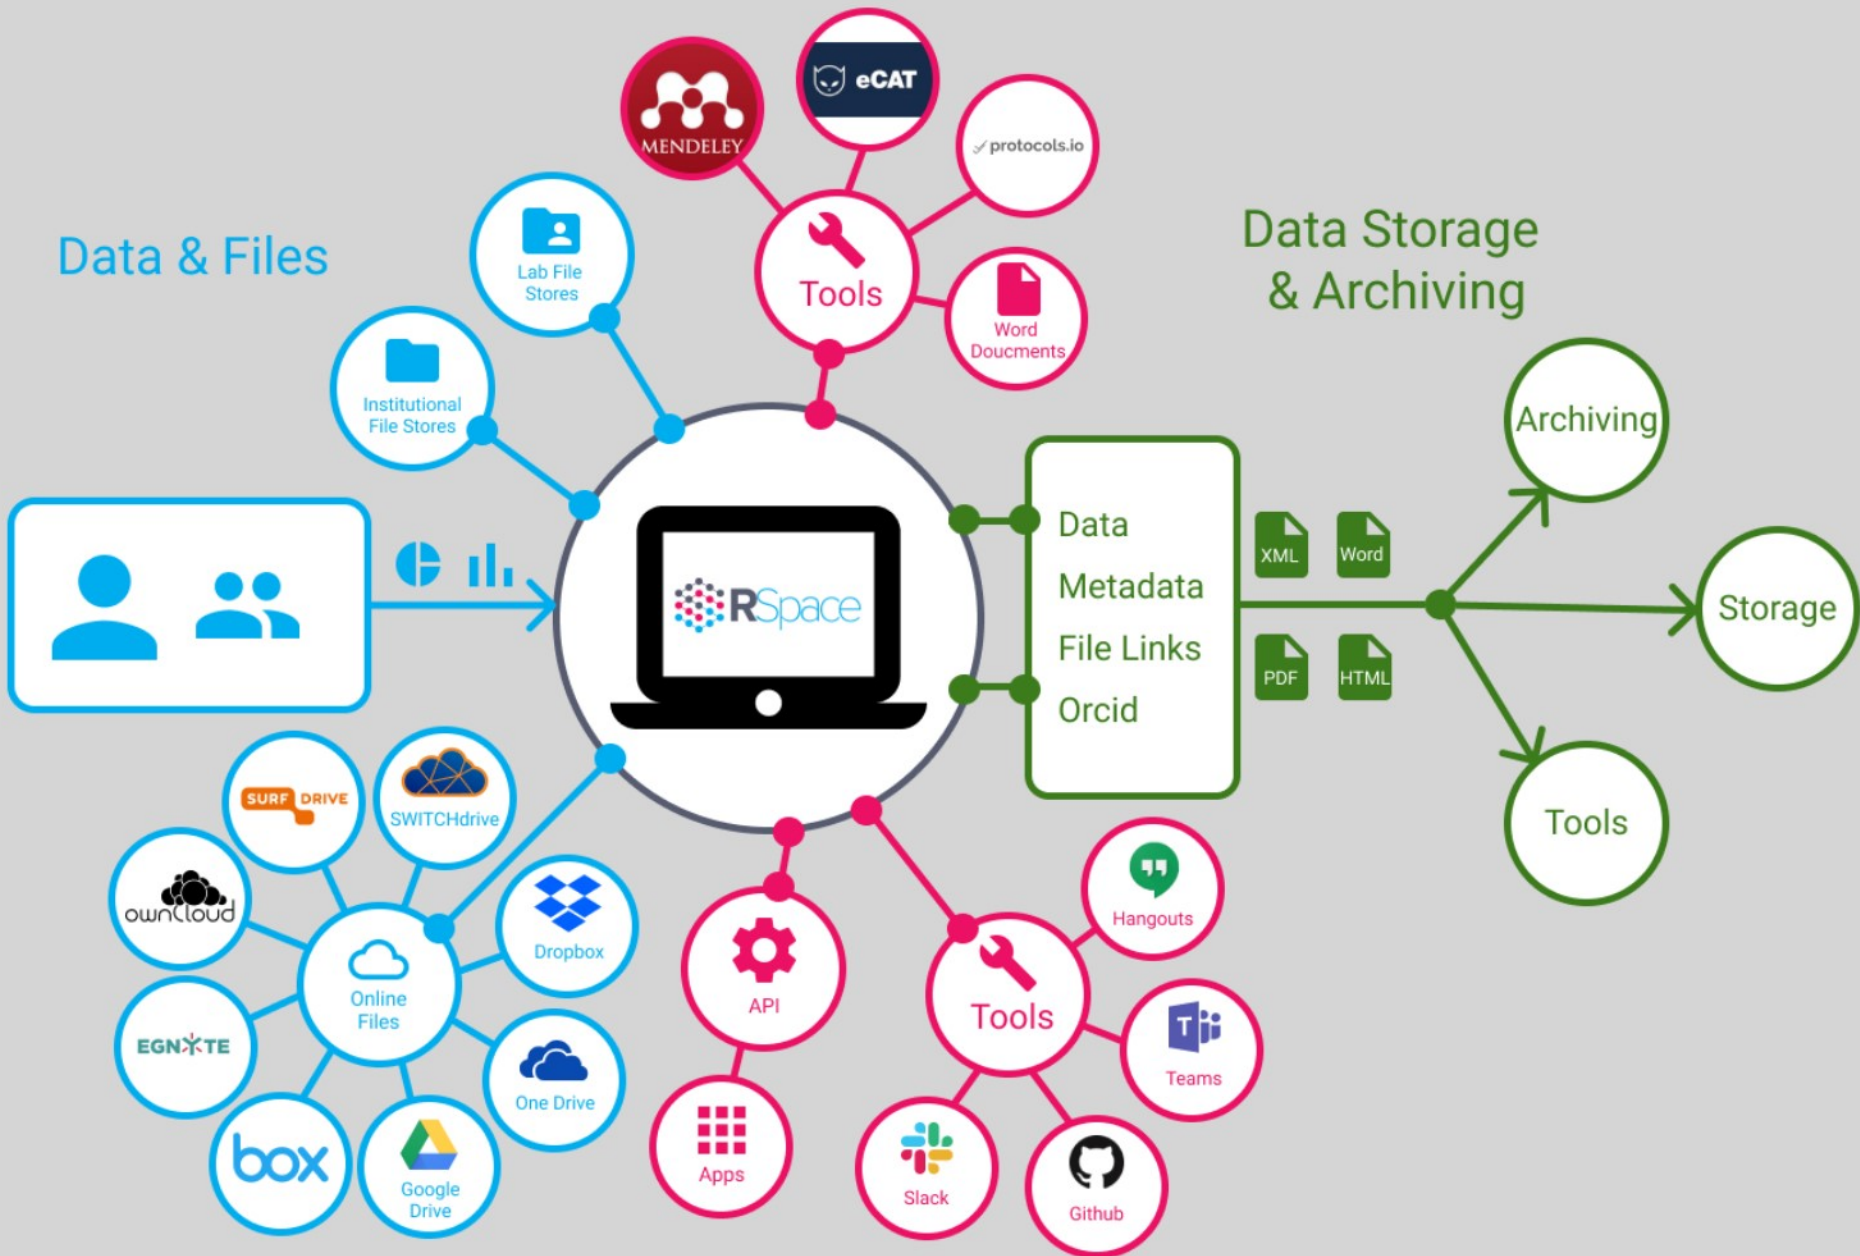 MENDELEY
eCAT
protocols.io
Tools
Word
Doucments
Data & Files
Lab File
Stores
Institutional
File Stores
Data Storage
& Archiving
RSpace
Data
Metadata
File Links
Orcid
XML
Word
PDF
HTML
Archiving
Storage
Tools
SURF DRIVE
SWITCHdrive
ownCloud
Dropbox
Online
Files
EGNYTE
One Drive
box
Google
Drive
API
Apps
Tools
Hangouts
Teams
Slack
Github